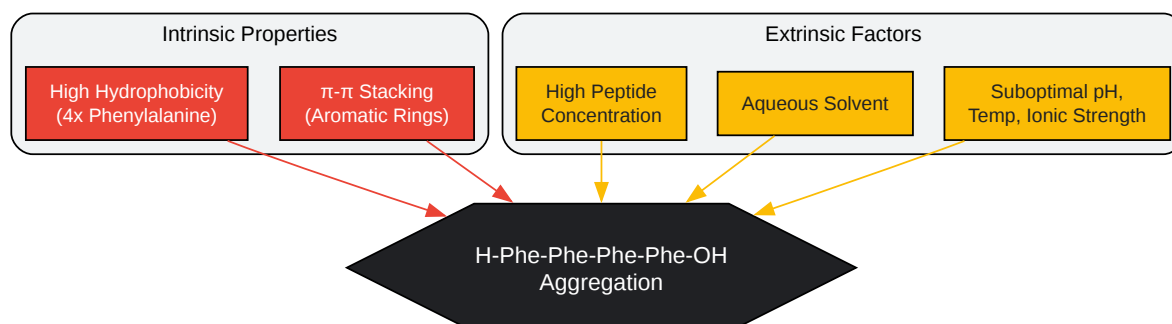 Intrinsic Properties
High Hydrophobicity
(4x Phenylalanine)
π-π Stacking
(Aromatic Rings)
Extrinsic Factors
High Peptide
Concentration
Aqueous Solvent
Suboptimal pH,
Temp, Ionic Strength
H-Phe-Phe-Phe-Phe-OH
Aggregation